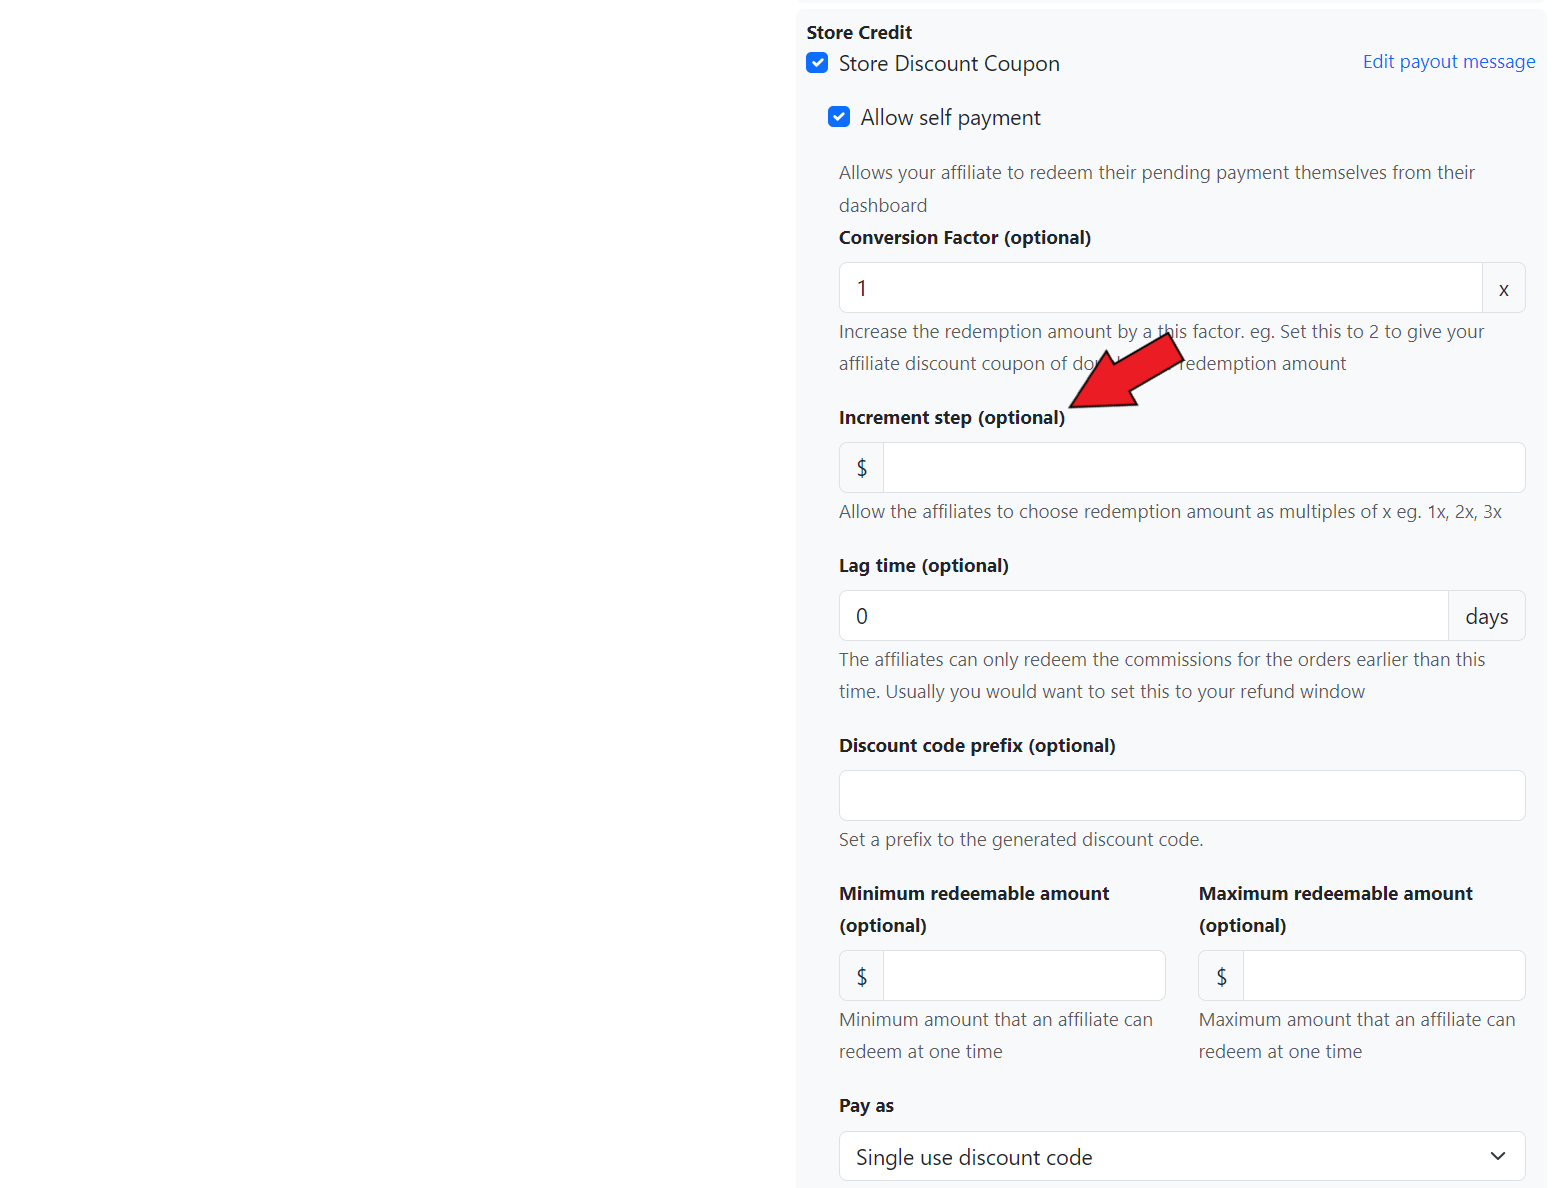 Store Credit
Store Discount Coupon
Edit payout message
Allow self payment
Allows your affiliate to redeem their pending payment themselves from their
dashboard
Conversion Factor (optional)
1
x
Increase the redemption amount by a this factor. eg. Set this to 2 to give your
affiliate discount coupon of redemption amount
Increment step (optional)
$
Allow the affiliates to choose redemption amount as multiples of x eg. 1x, 2x, 3x
Lag time (optional)
0
days
The affiliates can only redeem the commissions for the orders earlier than this
time. Usually you would want to set this to your refund window
Discount code prefix (optional)
Set a prefix to the generated discount code.
Minimum redeemable amount
(optional)
$
Minimum amount that an affiliate can
redeem at one time
Maximum redeemable amount
(optional)
$
Maximum amount that an affiliate can
redeem at one time
Pay as
Single use discount code